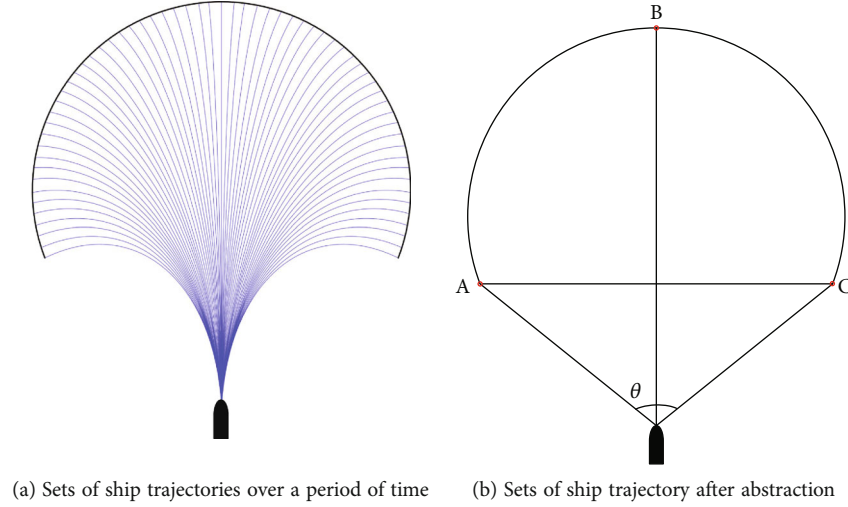 B
A
C
θ
(a) Sets of ship trajectories over a period of time
(b) Sets of ship trajectory after abstraction